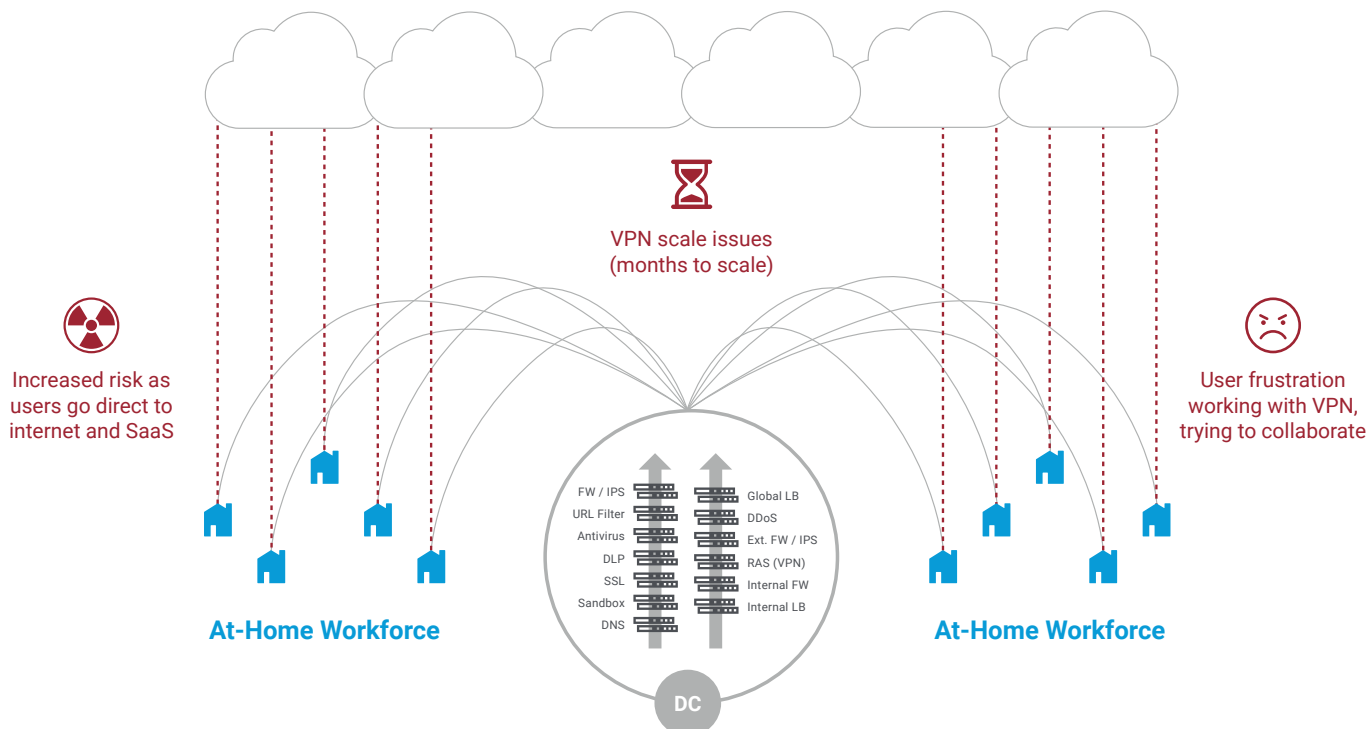 VPN scale issues
(months to scale)
Increased risk as
users go direct to
internet and SaaS
User frustration
working with VPN,
trying to collaborate
FW / IPS
URL Filter
Antivirus
DLP
SSL
Sandbox
DNS
Global LB
DDoS
Ext. FW / IPS
RAS (VPN)
Internal FW
Internal LB
At-Home Workforce
At-Home Workforce
DC